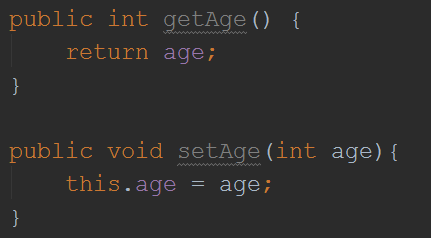 public int getAge() {
    return age;
}

public void setAge(int age){
    this.age = age;
}